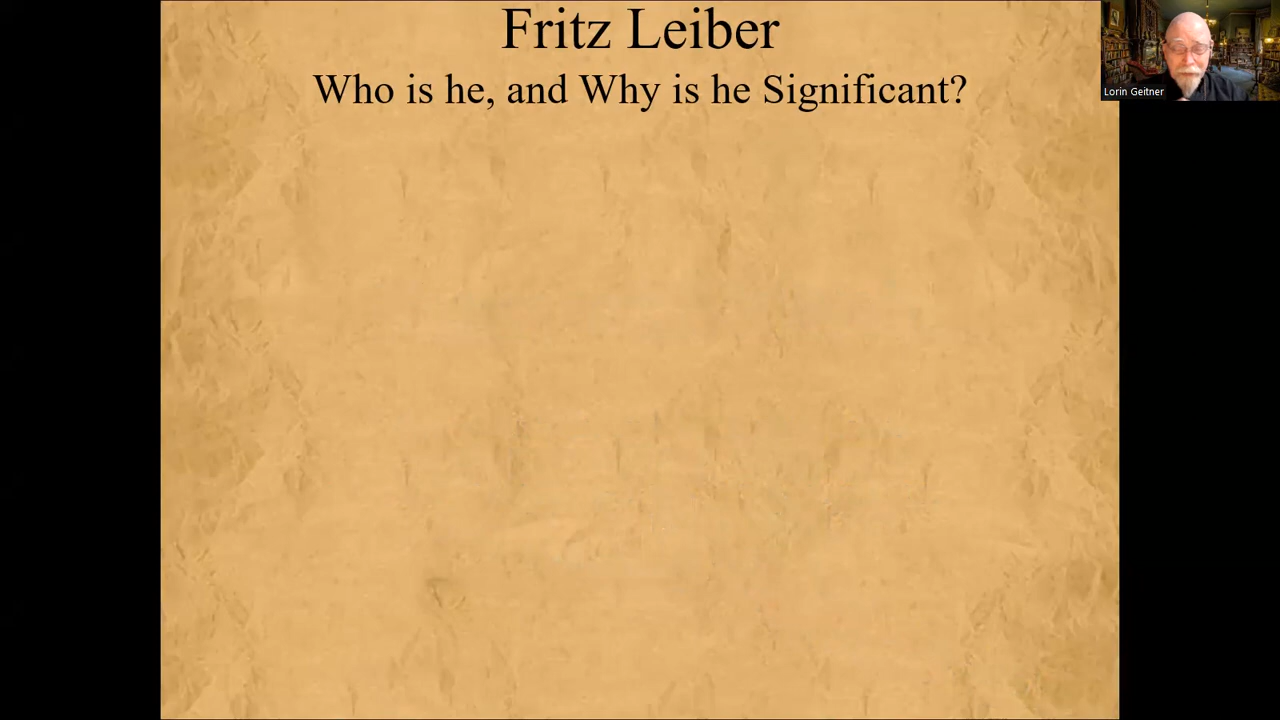 Fritz Leiber
Who is he, and Why is he Significant?
Lorin Geitner